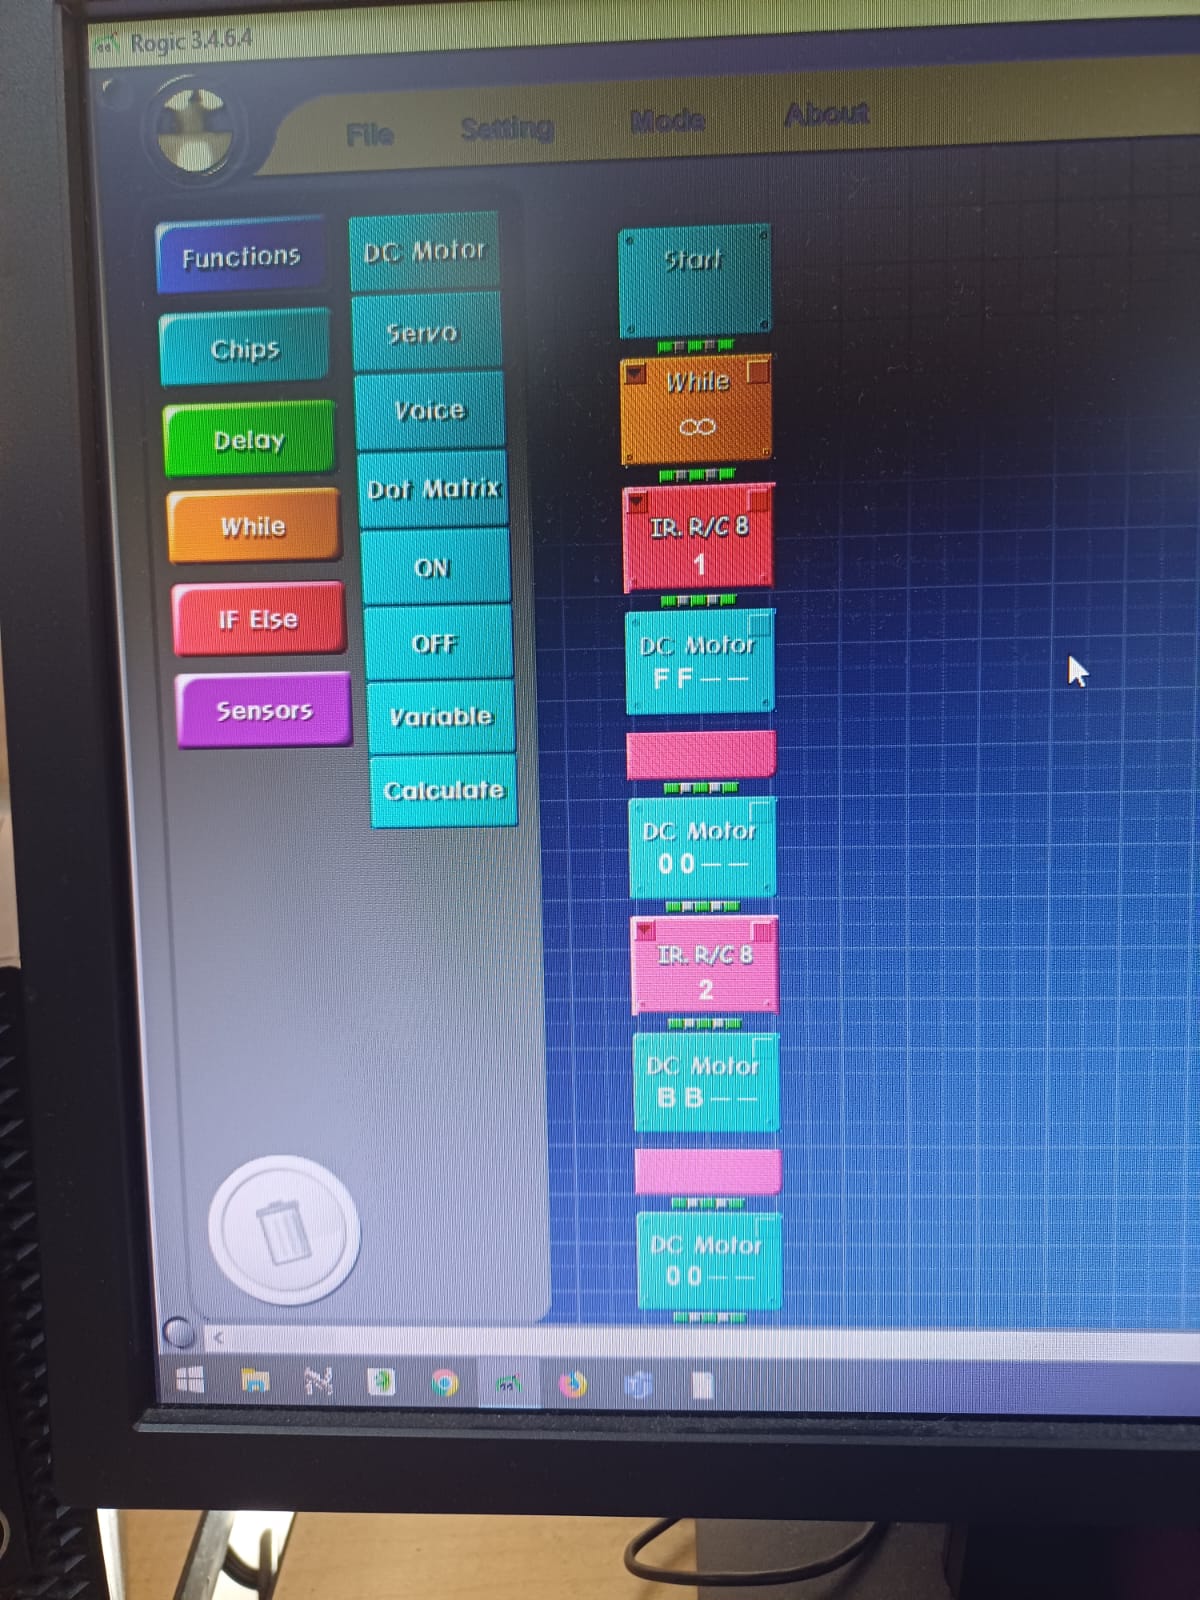 Rogic 3.4.6.4
File Setting Mode About
Functions
Chips
Delay
While
IF Else
Sensors
DC Motor
Servo
Voice
Dot Matrix
ON
OFF
Variable
Calculate
Start
While
∞
IR. R/C 8
1
DC Motor
F F — —
DC Motor
0 0 — —
IR. R/C 8
2
DC Motor
B B — —
DC Motor
0 0 — —